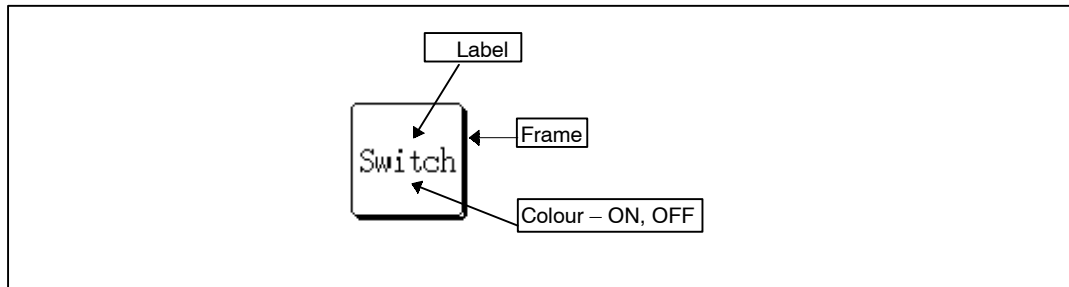 Label
Frame
Switch
Colour – ON, OFF